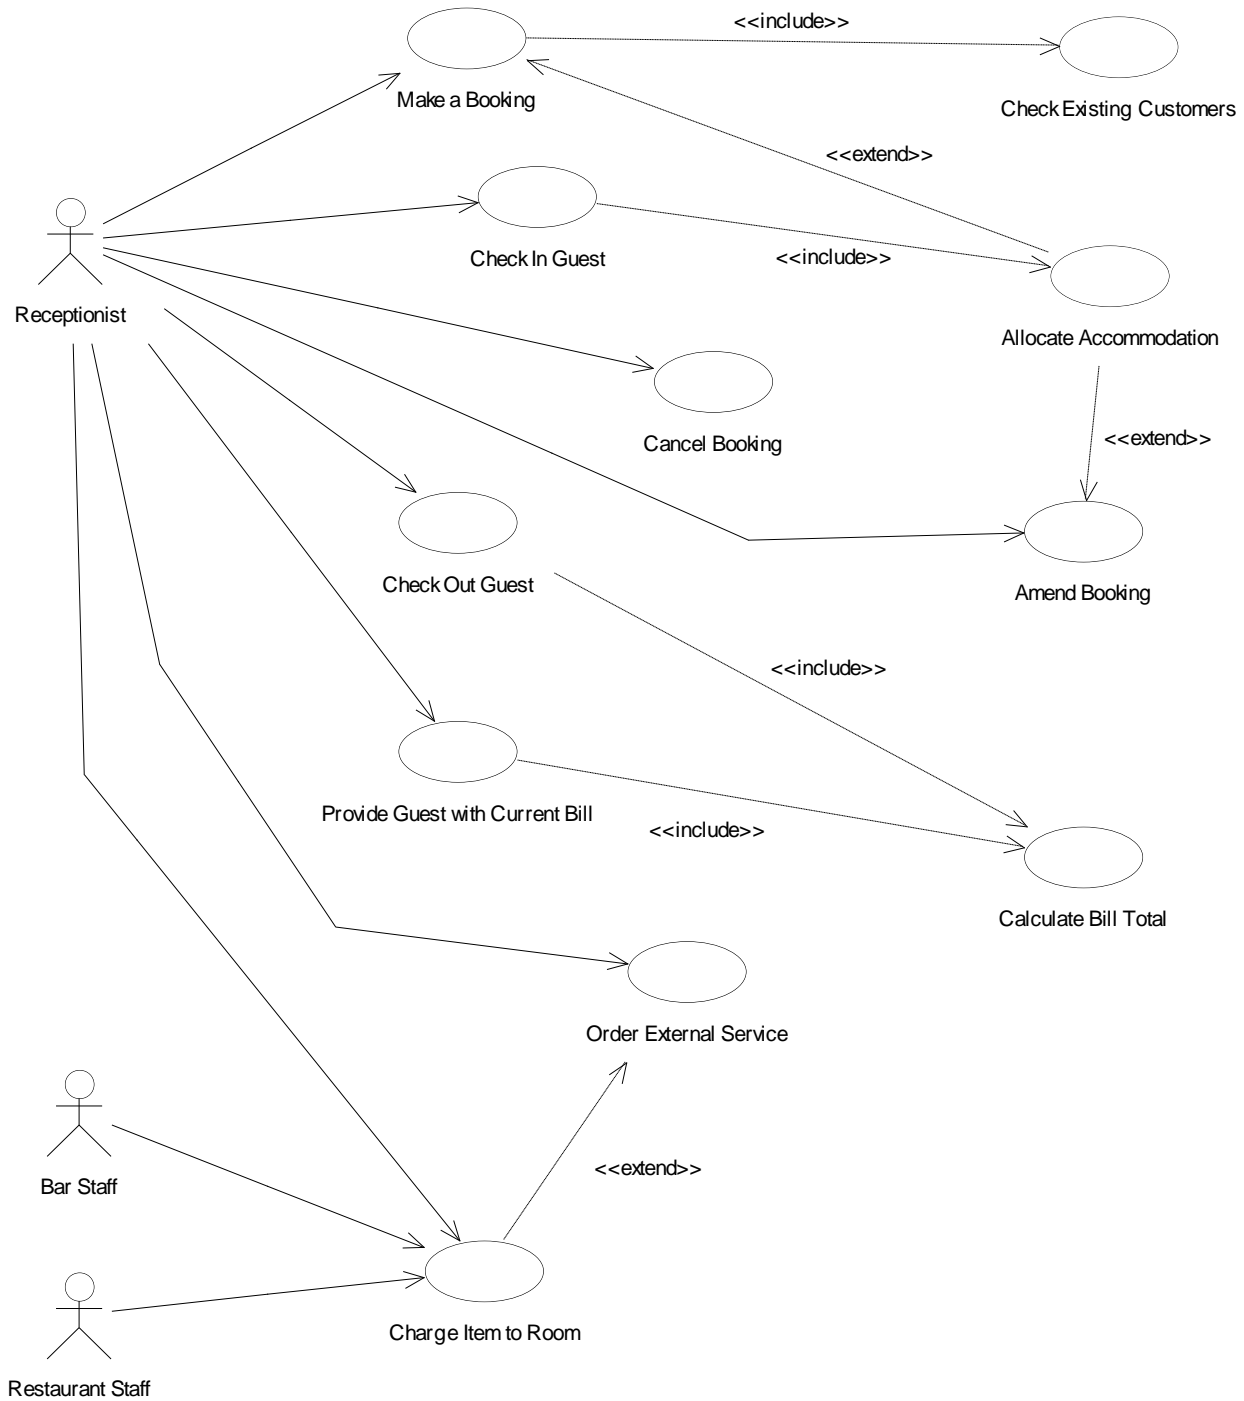 <<include>>
Make a Booking
Check Existing Customers
<<extend>>
Check In Guest
<<include>>
Receptionist
Allocate Accommodation
Cancel Booking
<<extend>>
Check Out Guest
Amend Booking
<<include>>
Provide Guest with Current Bill
<<include>>
Calculate Bill Total
Order External Service
<<extend>>
Bar Staff
Charge Item to Room
Restaurant Staff